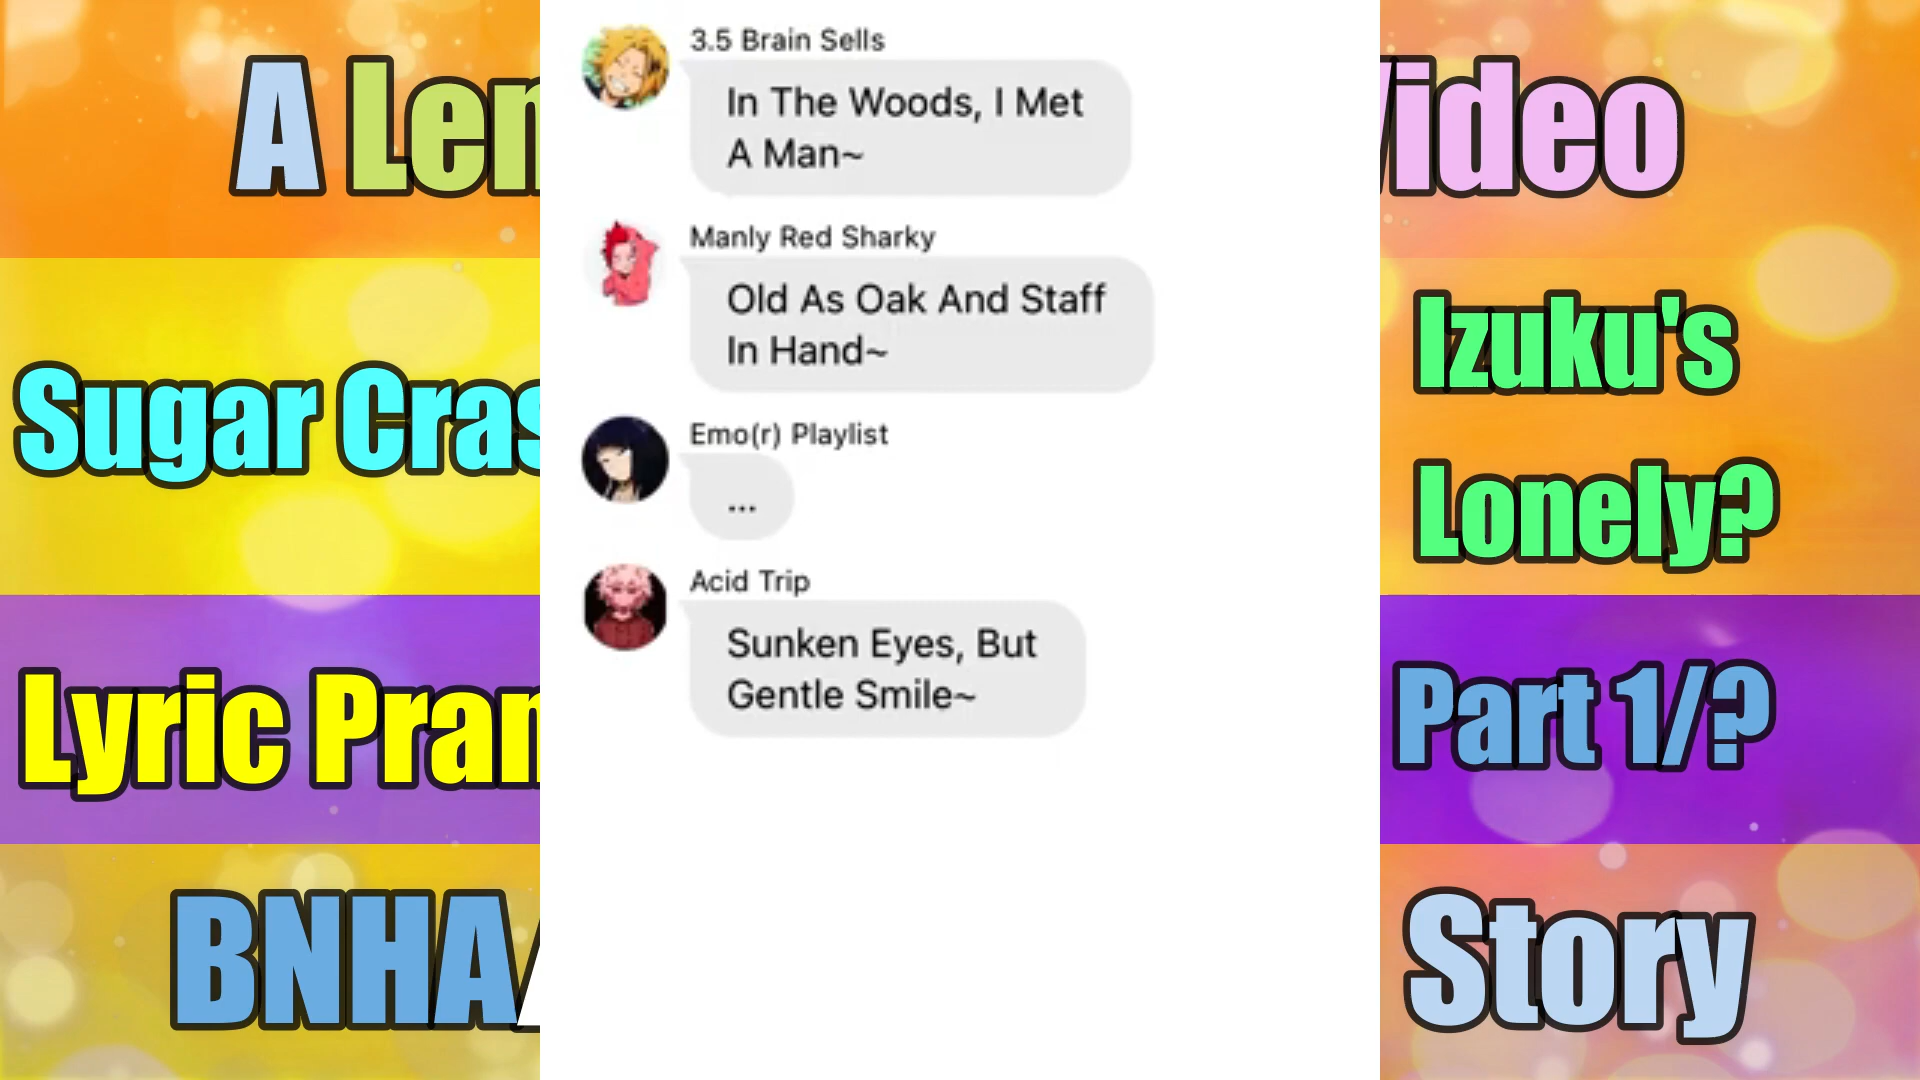 A Len
Video
3.5 Brain Sells
In The Woods, I Met
A Man~
Manly Red Sharky
Old As Oak And Staff
In Hand~
Emo(r) Playlist
...
Acid Trip
Sunken Eyes, But
Gentle Smile~
Sugar Cras
Lyric Pran
BNHA/
Izuku's
Lonely?
Part 1/?
Story